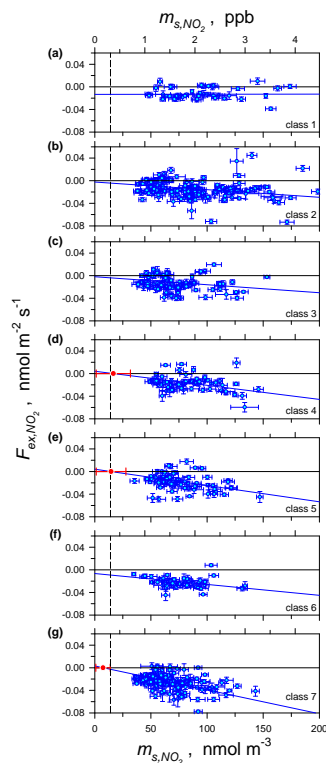 m_s,NO2 , ppb
0 1 2 3 4
(a)
0.04
0.00
-0.04
-0.08
class 1
(b)
0.04
0.00
-0.04
-0.08
class 2
(c)
0.04
0.00
-0.04
-0.08
class 3
(d)
0.04
0.00
-0.04
-0.08
class 4
(e)
0.04
0.00
-0.04
-0.08
class 5
(f)
0.04
0.00
-0.04
-0.08
class 6
(g)
0.04
0.00
-0.04
-0.08
class 7
F_ex,NO2 , nmol m-2 s-1
0 50 100 150 200
m_s,NO2 , nmol m-3